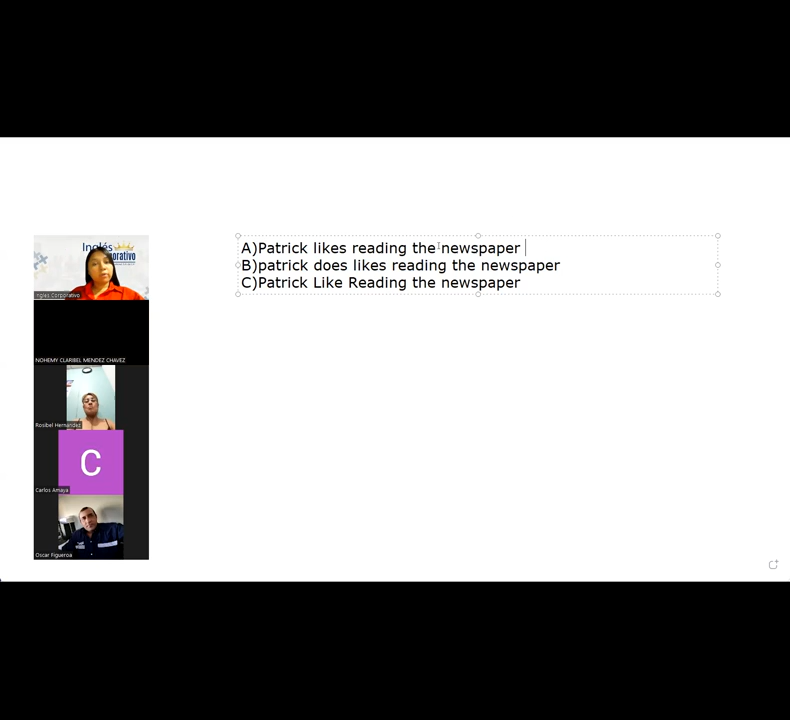 Inglés
orporativo
Ingles Corporativo
NOHEMY CLARIBEL MENDEZ CHAVEZ
Rosibel Hernandez
C
Carlos Amaya
Oscar Figueroa
A)Patrick likes reading the newspaper
B)patrick does likes reading the newspaper
C)Patrick Like Reading the newspaper